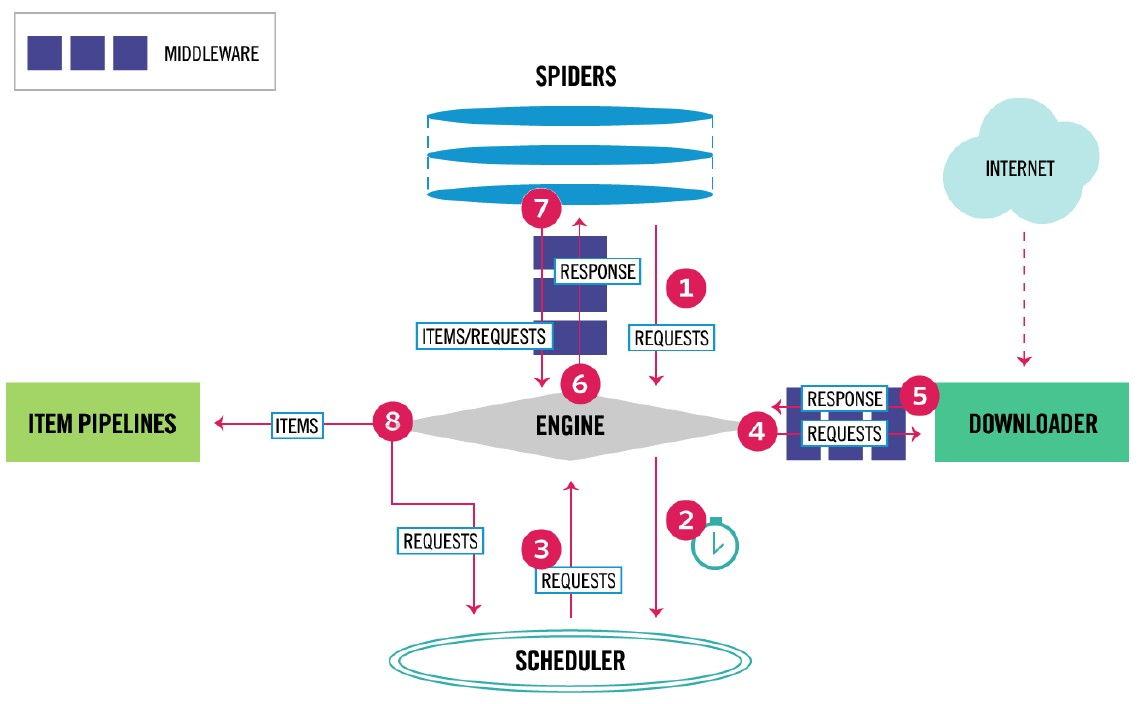 MIDDLEWARE
SPIDERS
INTERNET
7
RESPONSE
1
ITEMS/REQUESTS
REQUESTS
6
ITEM PIPELINES
ITEMS
8
ENGINE
4
RESPONSE
5
REQUESTS
DOWNLOADER
2
REQUESTS
3
REQUESTS
SCHEDULER